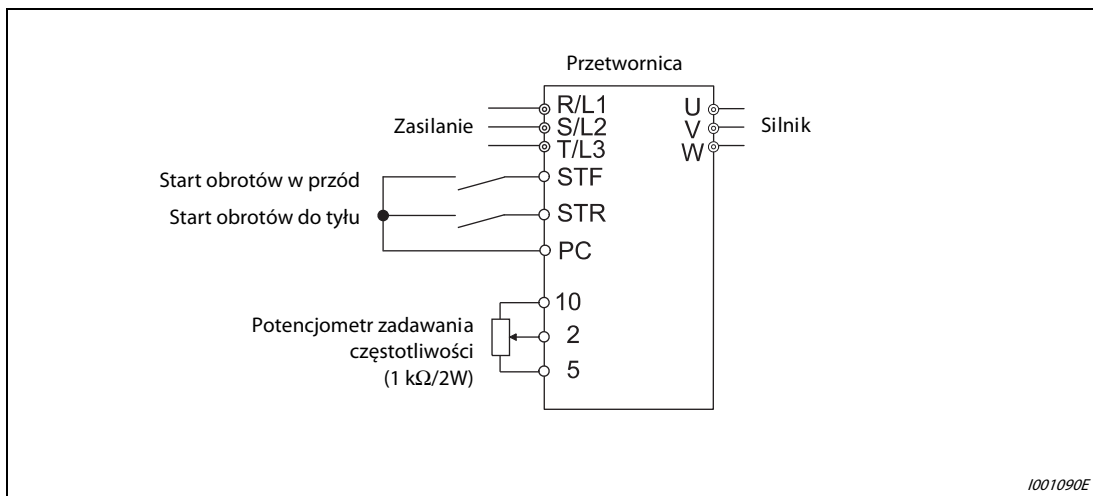 Przetwornica
Zasilanie
R/L1
S/L2
T/L3
U
V
W
Silnik
Start obrotów w przód
STF
Start obrotów do tyłu
STR
PC
Potencjometr zadawania
częstotliwości
(1 kΩ/2W)
10
2
5
I001090E